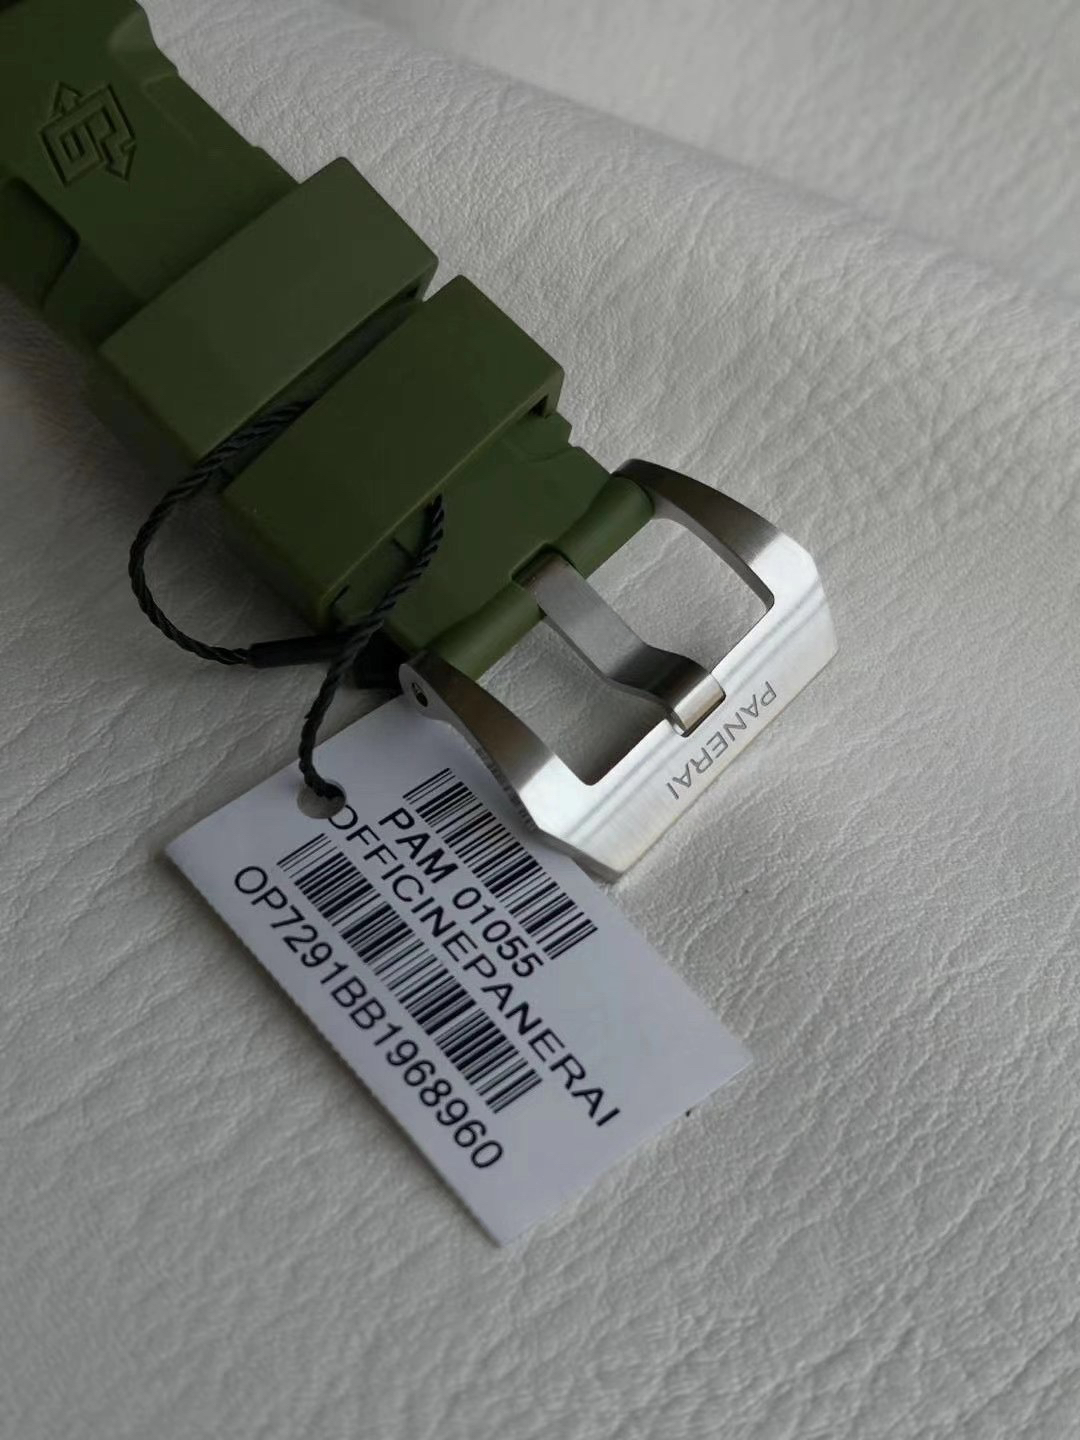 PANERAI
PAM 01055
OFFICINEPANERAI
OP7291BB1968960